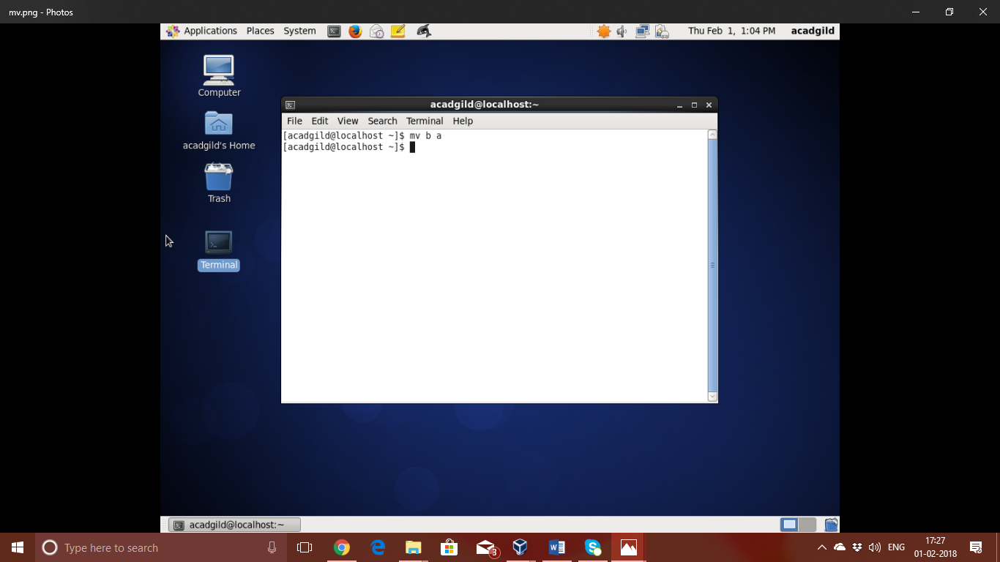 mv.png - Photos
Applications Places System Thu Feb 1, 1:04 PM acadgild
Computer
acadgild's Home
Trash
Terminal
acadgild@localhost:~
File Edit View Search Terminal Help
[acadgild@localhost ~]$ mv b a
[acadgild@localhost ~]$
acadgild@localhost:~
Type here to search
3
ENG
17:27
01-02-2018